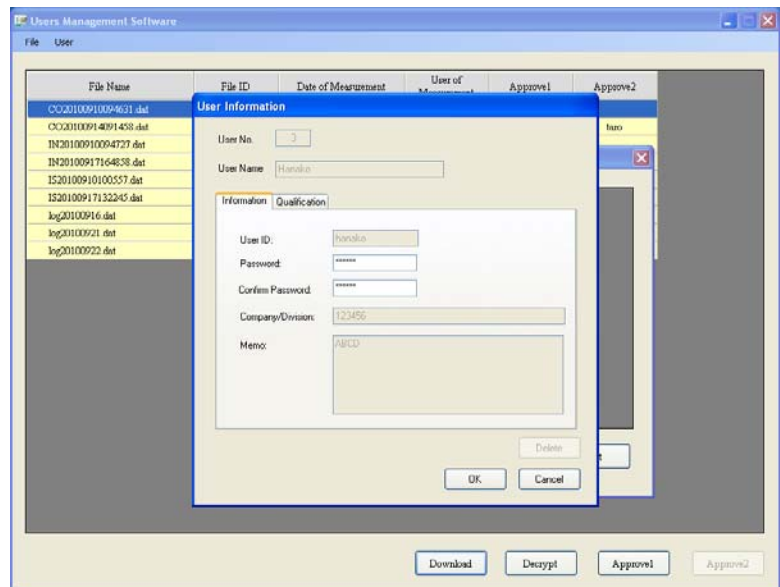 Users Management Software
File User
File Name File ID Date of Measurement User of Approve1 Approve2
CO20100910094631.dat
CO20100914091458.dat taro
IN20100910094727.dat
IN20100917164858.dat
IS20100910100557.dat
IS20100917132245.dat
log20100916.dat
log20100921.dat
log20100922.dat
User Information
User No. 3
User Name Hanako
Information Qualification
User ID: hanako
Password: ******
Confirm Password: ******
Company/Division: 123456
Memo: ABCD
Delete
OK Cancel
Download Decrypt Approve1 Approve2